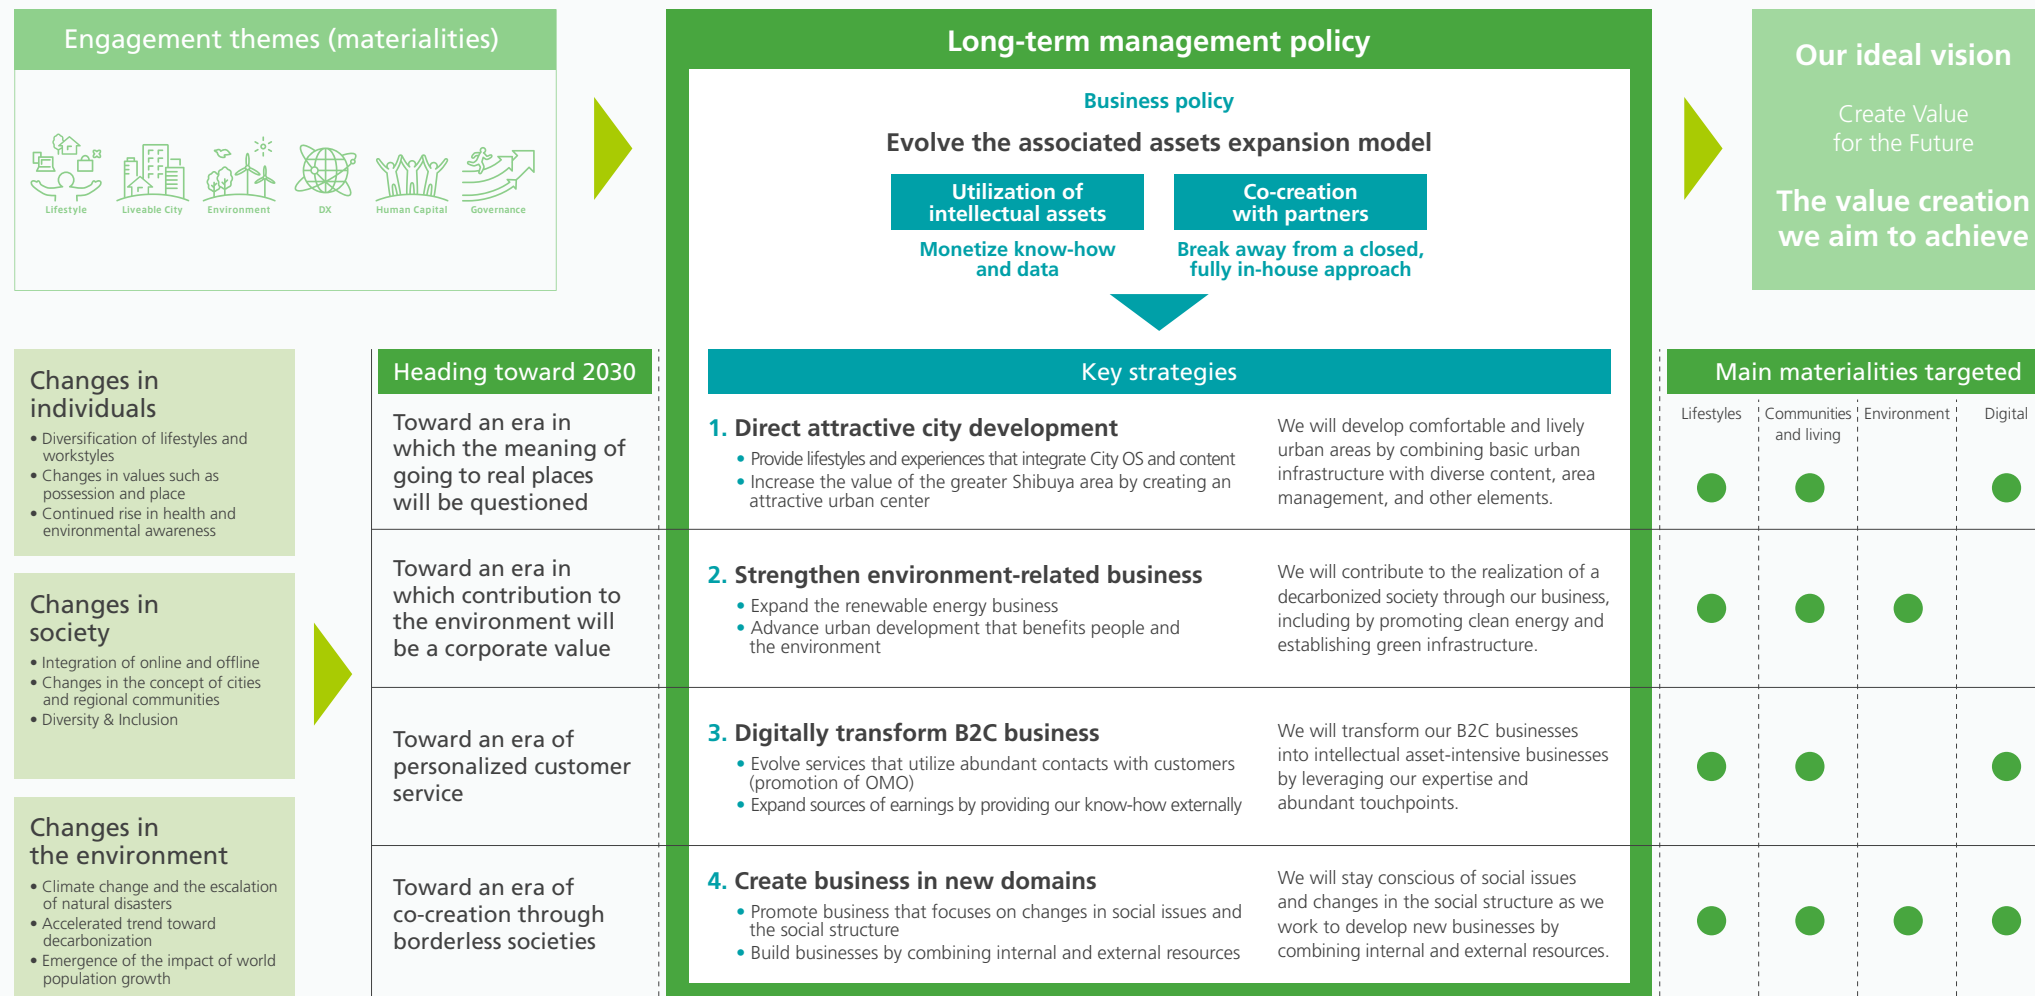 Engagement themes (materialities)
Lifestyle
Liveable City
Environment
DX
Human Capital
Governance
Long-term management policy
Business policy
Evolve the associated assets expansion model
Utilization of
intellectual assets
Monetize know-how
and data
Co-creation
with partners
Break away from a closed,
fully in-house approach
Our ideal vision
Create Value
for the Future
The value creation
we aim to achieve
Changes in
individuals
• Diversification of lifestyles and
workstyles
• Changes in values such as
possession and place
• Continued rise in health and
environmental awareness
Changes in
society
• Integration of online and offline
• Changes in the concept of cities
and regional communities
• Diversity & Inclusion
Changes in
the environment
• Climate change and the escalation
of natural disasters
• Accelerated trend toward
decarbonization
• Emergence of the impact of world
population growth
Heading toward 2030
Key strategies
Main materialities targeted
Lifestyles
Communities
and living
Environment
Digital
Toward an era in
which the meaning of
going to real places
will be questioned
1. Direct attractive city development
• Provide lifestyles and experiences that integrate City OS and content
• Increase the value of the greater Shibuya area by creating an
attractive urban center
We will develop comfortable and lively
urban areas by combining basic urban
infrastructure with diverse content, area
management, and other elements.
Toward an era in
which contribution to
the environment will
be a corporate value
2. Strengthen environment-related business
• Expand the renewable energy business
• Advance urban development that benefits people and
the environment
We will contribute to the realization of a
decarbonized society through our business,
including by promoting clean energy and
establishing green infrastructure.
Toward an era of
personalized customer
service
3. Digitally transform B2C business
• Evolve services that utilize abundant contacts with customers
(promotion of OMO)
• Expand sources of earnings by providing our know-how externally
We will transform our B2C businesses
into intellectual asset-intensive businesses
by leveraging our expertise and
abundant touchpoints.
Toward an era of
co-creation through
borderless societies
4. Create business in new domains
• Promote business that focuses on changes in social issues and
the social structure
• Build businesses by combining internal and external resources
We will stay conscious of social issues
and changes in the social structure as we
work to develop new businesses by
combining internal and external resources.